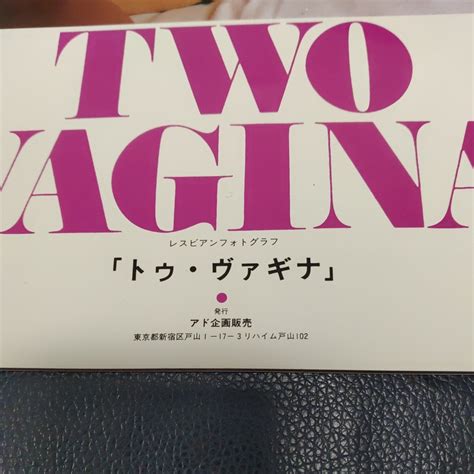 TWO
VAGINA
レスビアンフォトグラフ
「トゥ・ヴァギナ」
発行
アド企画販売
東京都新宿区戸山1-17-3リハイム戸山102